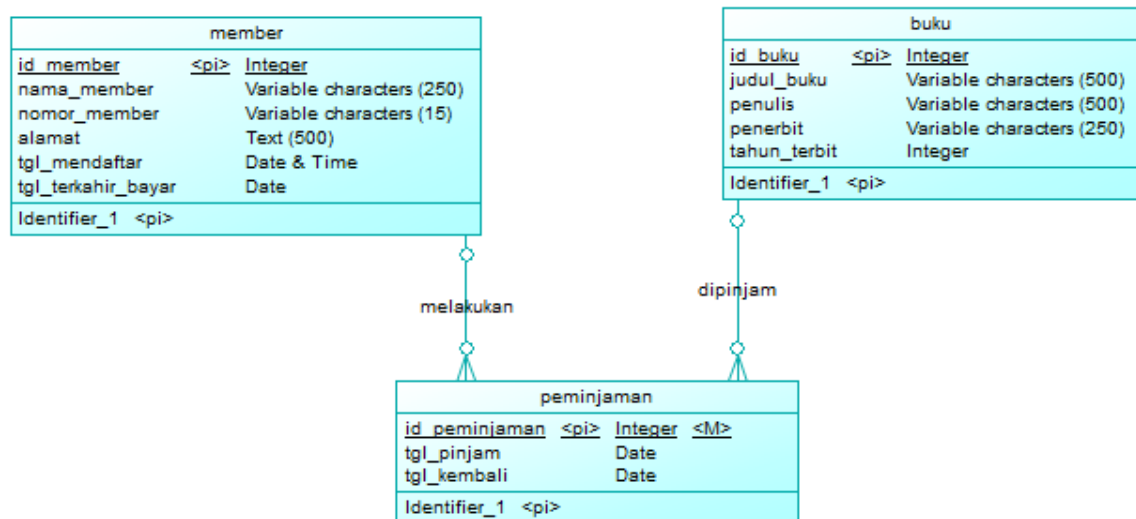 member
id_member <pi> Integer
nama_member Variable characters (250)
nomor_member Variable characters (15)
alamat Text (500)
tgl_mendaftar Date & Time
tgl_terkahir_bayar Date
Identifier_1 <pi>
buku
id_buku <pi> Integer
judul_buku Variable characters (500)
penulis Variable characters (500)
penerbit Variable characters (250)
tahun_terbit Integer
Identifier_1 <pi>
melakukan
dipinjam
peminjaman
id_peminjaman <pi> Integer <M>
tgl_pinjam Date
tgl_kembali Date
Identifier_1 <pi>